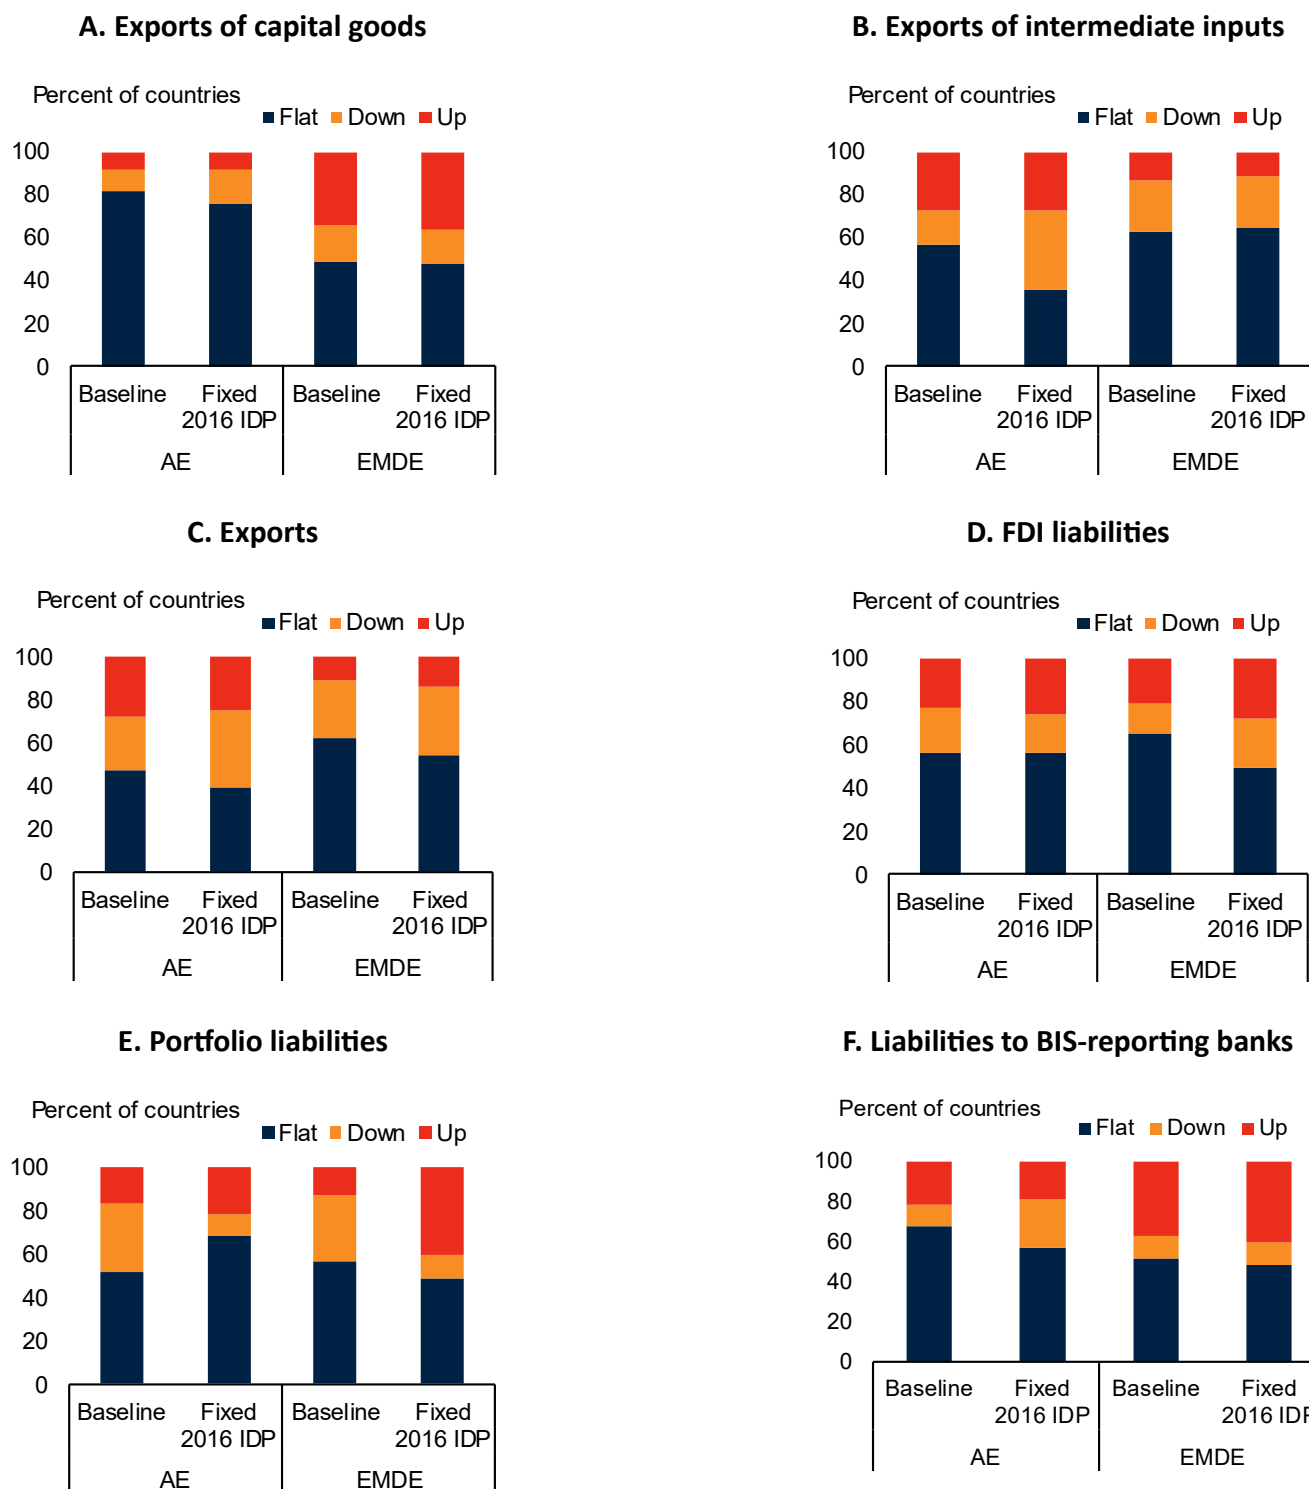 A. Exports of capital goods
Percent of countries
Flat Down Up
100
80
60
40
20
0
Baseline Fixed 2016 IDP Baseline Fixed 2016 IDP
AE EMDE
B. Exports of intermediate inputs
Percent of countries
Flat Down Up
100
80
60
40
20
0
Baseline Fixed 2016 IDP Baseline Fixed 2016 IDP
AE EMDE
C. Exports
Percent of countries
Flat Down Up
100
80
60
40
20
0
Baseline Fixed 2016 IDP Baseline Fixed 2016 IDP
AE EMDE
D. FDI liabilities
Percent of countries
Flat Down Up
100
80
60
40
20
0
Baseline Fixed 2016 IDP Baseline Fixed 2016 IDP
AE EMDE
E. Portfolio liabilities
Percent of countries
Flat Down Up
100
80
60
40
20
0
Baseline Fixed 2016 IDP Baseline Fixed 2016 IDP
AE EMDE
F. Liabilities to BIS-reporting banks
Percent of countries
Flat Down Up
100
80
60
40
20
0
Baseline Fixed 2016 IDP Baseline Fixed 2016 IDP
AE EMDE